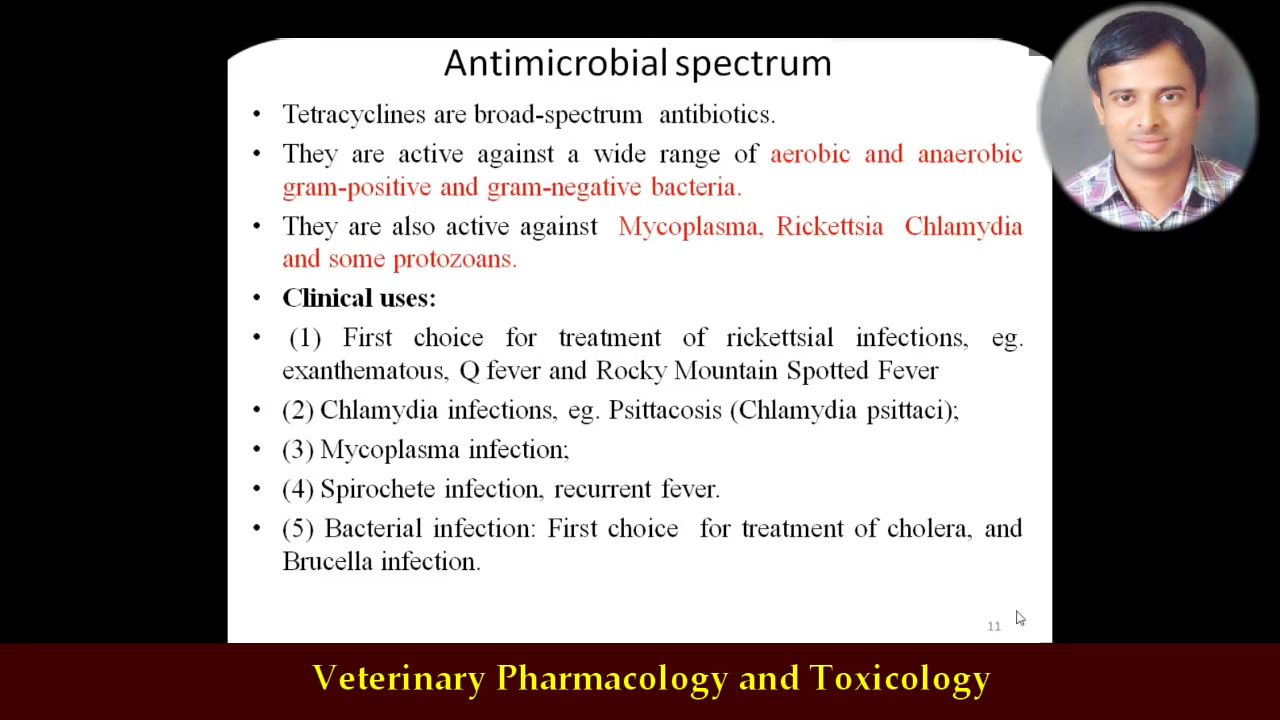 Antimicrobial spectrum
• Tetracyclines are broad-spectrum antibiotics.
• They are active against a wide range of aerobic and anaerobic
gram-positive and gram-negative bacteria.
• They are also active against Mycoplasma, Rickettsia Chlamydia
and some protozoans.
• Clinical uses:
• (1) First choice for treatment of rickettsial infections, eg.
exanthematous, Q fever and Rocky Mountain Spotted Fever
• (2) Chlamydia infections, eg. Psittacosis (Chlamydia psittaci);
• (3) Mycoplasma infection;
• (4) Spirochete infection, recurrent fever.
• (5) Bacterial infection: First choice for treatment of cholera, and
Brucella infection.
11
Veterinary Pharmacology and Toxicology